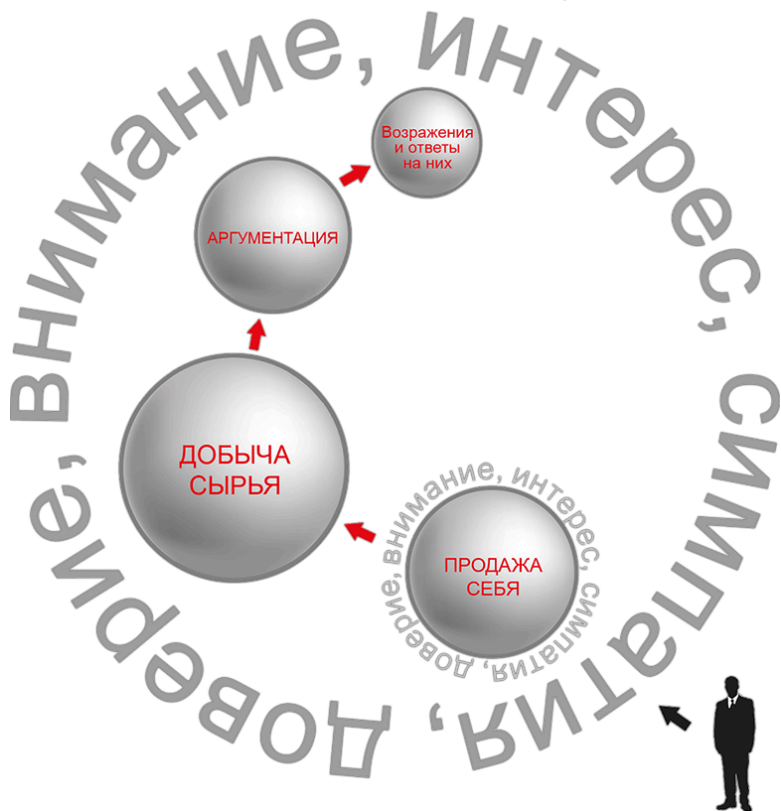 внимание, интерес, симпатия, доверие,
Возражения
и ответы
на них
АРГУМЕНТАЦИЯ
ДОБЫЧА
СЫРЬЯ
внимание, интерес, симпатия, доверие,
ПРОДАЖА
СЕБЯ